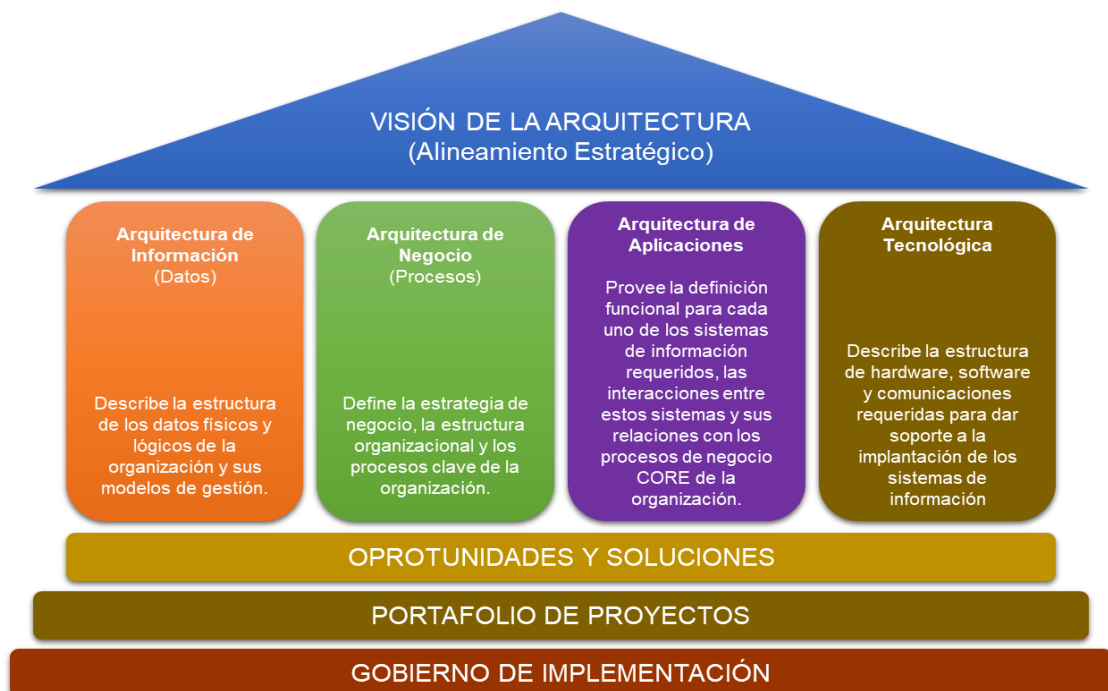 VISIÓN DE LA ARQUITECTURA
(Alineamiento Estratégico)
Arquitectura de
Información
(Datos)
Describe la estructura
de los datos físicos y
lógicos de la
organización y sus
modelos de gestión.
Arquitectura de
Negocio
(Procesos)
Define la estrategia de
negocio, la estructura
organizacional y los
procesos clave de la
organización.
Arquitectura de
Aplicaciones
Provee la definición
funcional para cada
uno de los sistemas
de información
requeridos, las
interacciones entre
estos sistemas y sus
relaciones con los
procesos de negocio
CORE de la
organización.
Arquitectura
Tecnológica
Describe la estructura
de hardware, software
y comunicaciones
requeridas para dar
soporte a la
implantación de los
sistemas de
información
OPROTUNIDADES Y SOLUCIONES
PORTAFOLIO DE PROYECTOS
GOBIERNO DE IMPLEMENTACIÓN